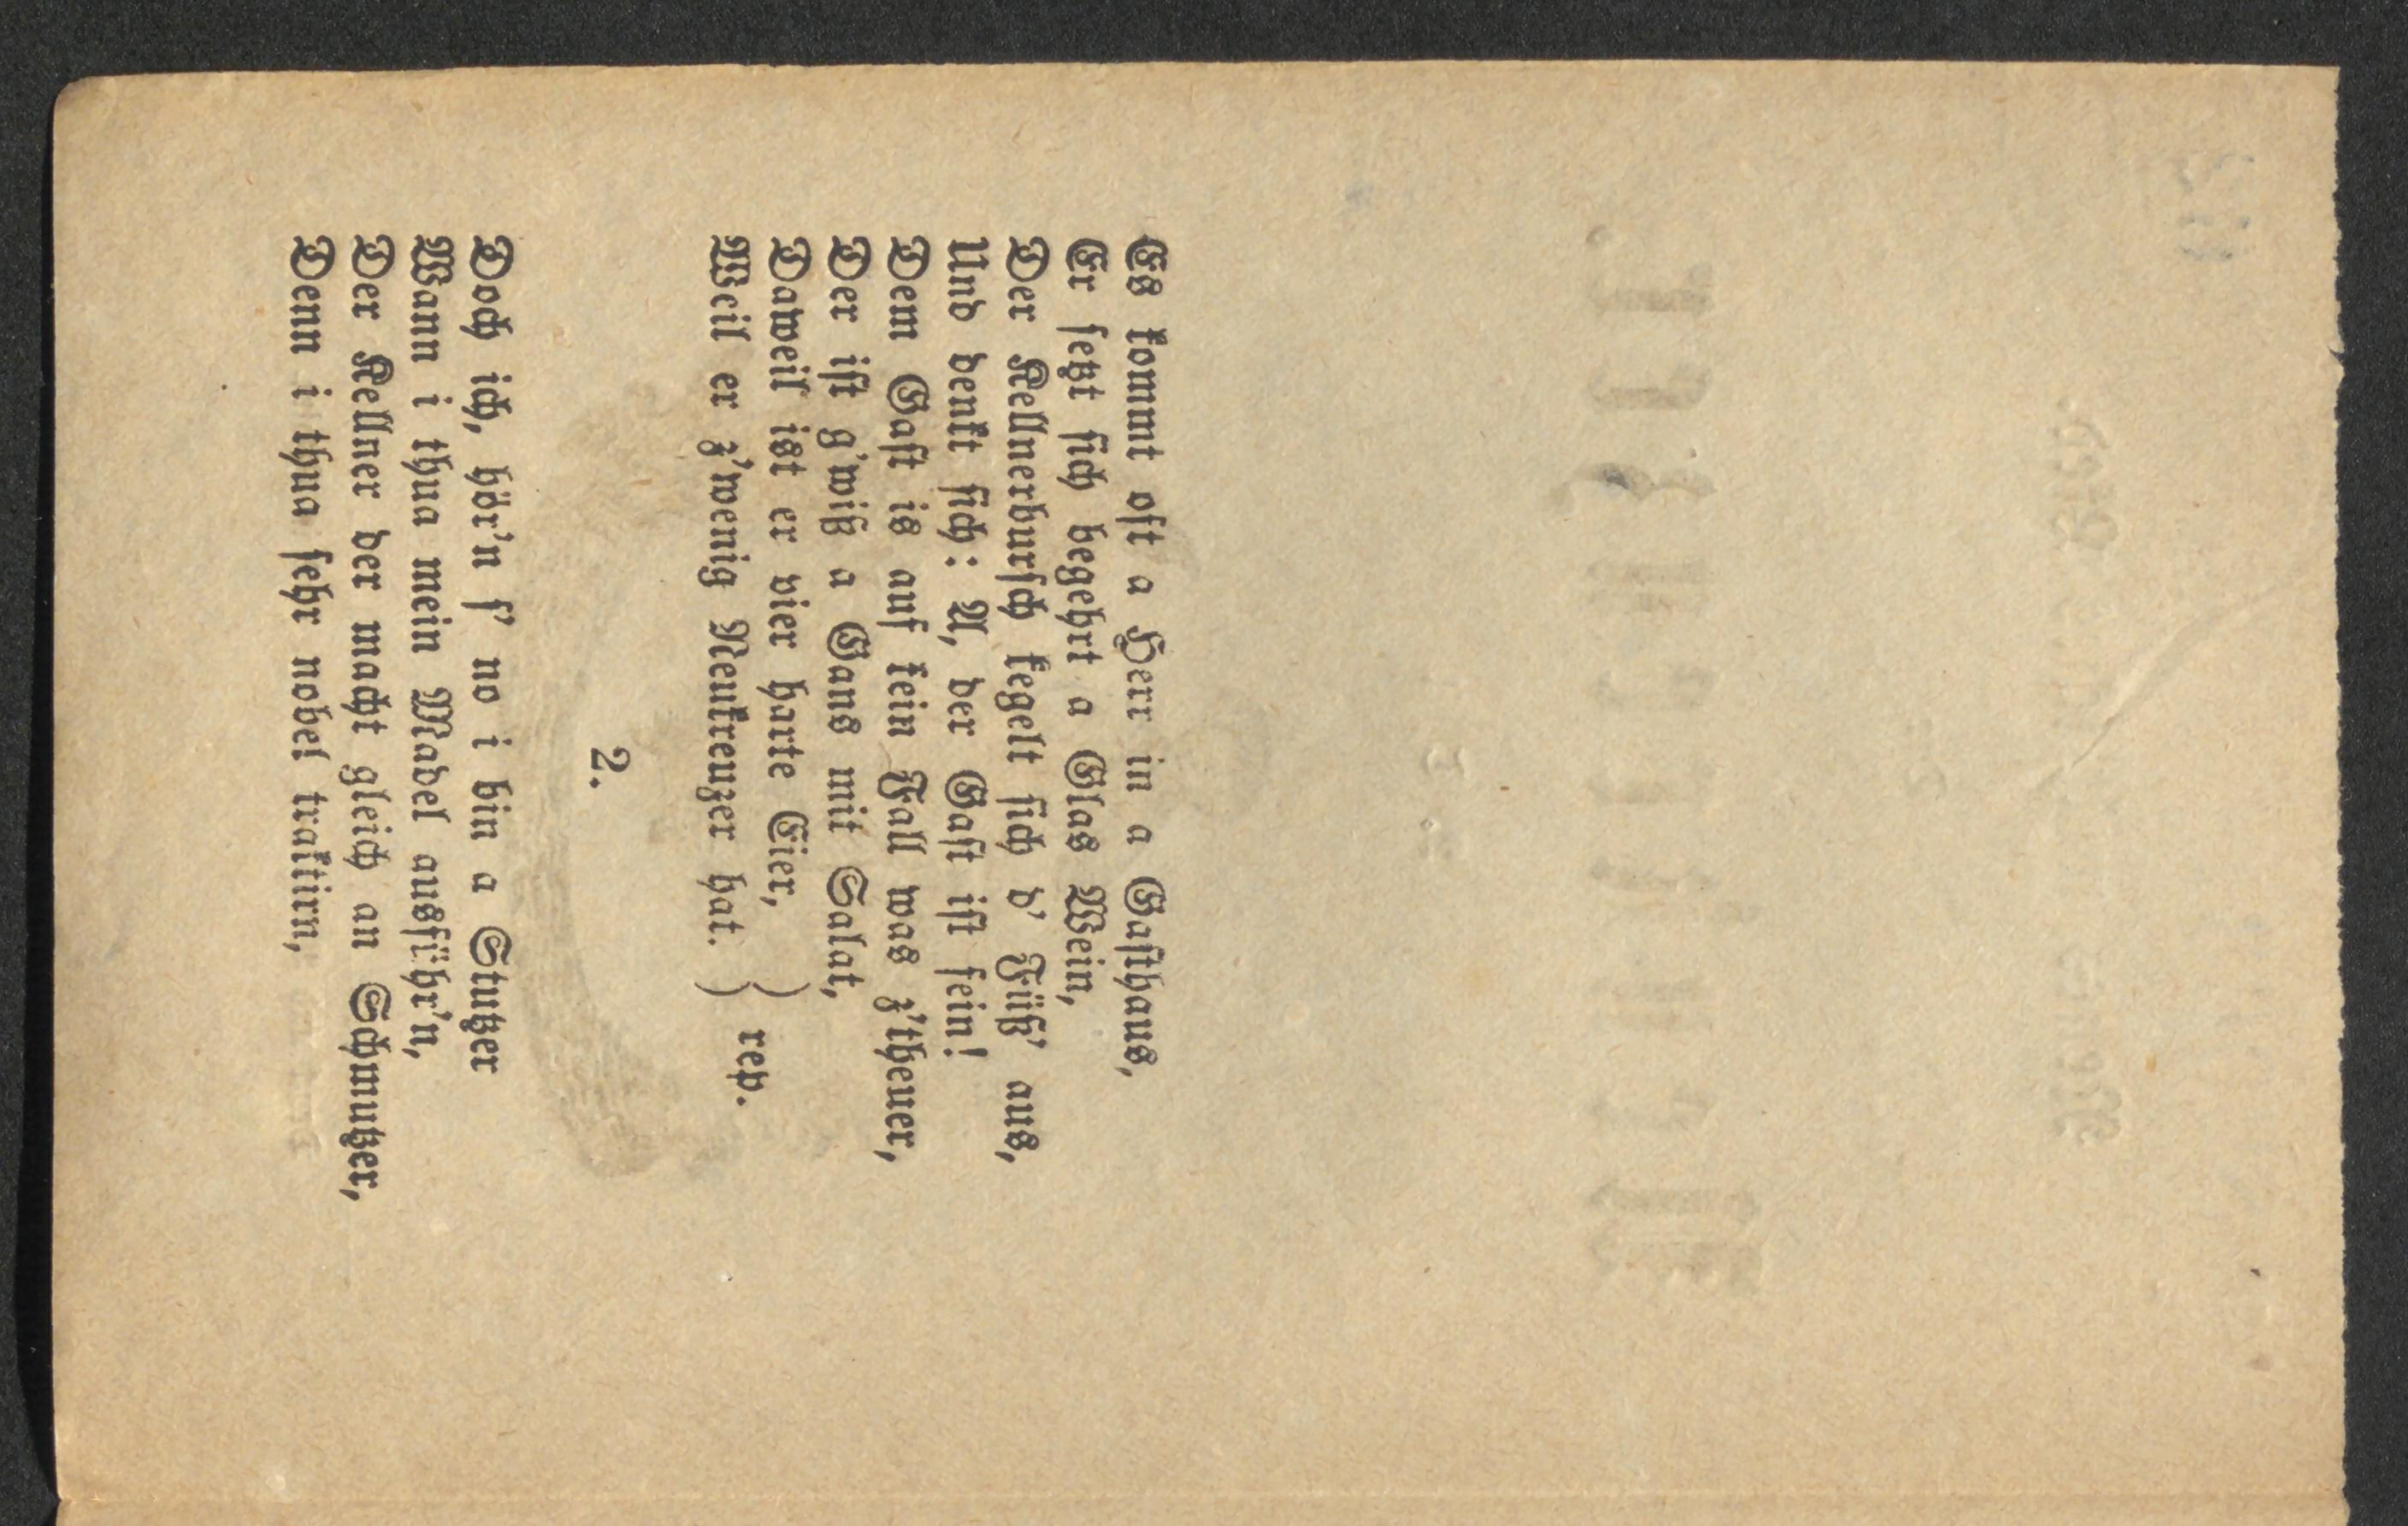 Es kommt oft a Herr in a Gasthaus,
Er setzt sich begehrt a Glas Wein,
Der Kellnerbursch kegelt sich d' Füß' aus,
Und denkt sich: A, der Gast ist fein!
Dem Gast is auf kein Fall was z'theuer,
Der ist g'wiß a Gans mit Salat,
Daweil ißt er vier harte Eier,
Weil er z'wenig Neukreuzer hat. } rep.
2.
Doch ich, hör'n s' no i bin a Stutzer
Wann i thua mein Madel ausführ'n,
Der Kellner der macht gleich an Schmutzer,
Denn i thua sehr nobel traktirn,